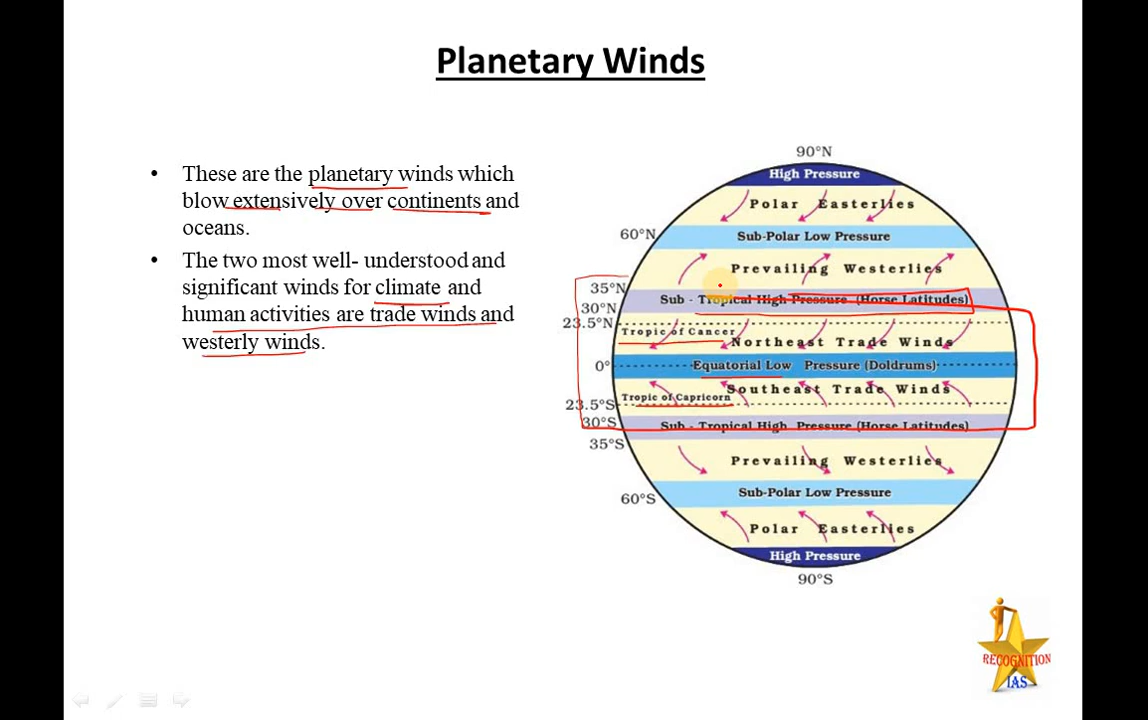 Planetary Winds
• These are the planetary winds which
blow extensively over continents and
oceans.
• The two most well- understood and
significant winds for climate and
human activities are trade winds and
westerly winds.
90°N
High Pressure
Polar Easterlies
60°N
Sub-Polar Low Pressure
Prevailing Westerlies
35°N
Sub - Tropical High Pressure (Horse Latitudes)
30°N
23.5°N
Tropic of Cancer
Northeast Trade Winds
0°
Equatorial Low Pressure (Doldrums)
Southeast Trade Winds
Tropic of Capricorn
23.5°S
30°S
Sub - Tropical High Pressure (Horse Latitudes)
35°S
Prevailing Westerlies
60°S
Sub-Polar Low Pressure
Polar Easterlies
High Pressure
90°S
RECOGNITION
IAS